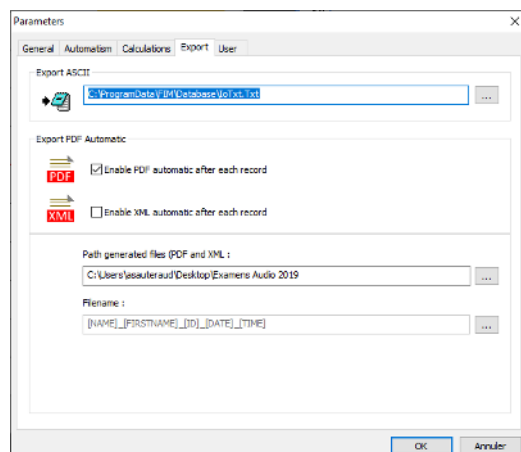 Parameters
General Automatism Calculations Export User
Export ASCII
C:\ProgramData\FIM\Database\IoTxt.Txt
...
Export PDF Automatic
PDF
Enable PDF automatic after each record
XML
Enable XML automatic after each record
Path generated files (PDF and XML :
C:\Users\asauteraud\Desktop\Examens Audio 2019
...
Filename :
[NAME]_[FIRSTNAME]_[ID]_[DATE]_[TIME]
...
OK Annuler